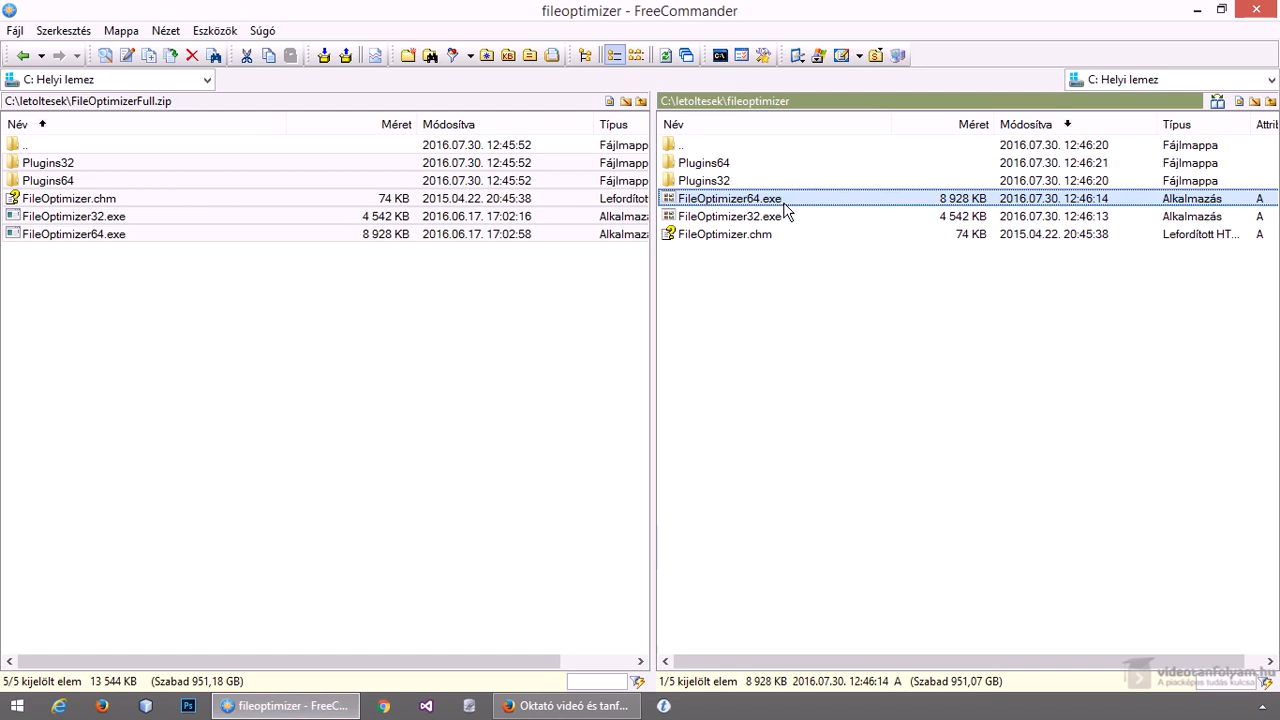 fileoptimizer - FreeCommander
Fájl Szerkesztés Mappa Nézet Eszközök Súgó
C: Helyi lemez C: Helyi lemez
C:\letoltesek\FileOptimizerFull.zip C:\letoltesek\fileoptimizer
Név Méret Módosítva Típus Név Méret Módosítva Típus Attrib
.. 2016.07.30. 12:45:52 Fájlmapp .. 2016.07.30. 12:46:20 Fájlmappa
Plugins32 2016.07.30. 12:45:52 Fájlmapp Plugins64 2016.07.30. 12:46:21 Fájlmappa
Plugins64 2016.07.30. 12:45:52 Fájlmapp Plugins32 2016.07.30. 12:46:20 Fájlmappa
FileOptimizer.chm 74 KB 2015.04.22. 20:45:38 Lefordítot FileOptimizer64.exe 8 928 KB 2016.07.30. 12:46:14 Alkalmazás A
FileOptimizer32.exe 4 542 KB 2016.06.17. 17:02:16 Alkalmaza FileOptimizer32.exe 4 542 KB 2016.07.30. 12:46:13 Alkalmazás A
FileOptimizer64.exe 8 928 KB 2016.06.17. 17:02:58 Alkalmaza FileOptimizer.chm 74 KB 2015.04.22. 20:45:38 Lefordított HT... A
5/5 kijelölt elem 13 544 KB (Szabad 951,18 GB) 1/5 kijelölt elem 8 928 KB 2016.07.30. 12:46:14 A (Szabad 951,07 GB)
videotanfolyam.hu
A piacképes tudás kulcsa.
fileoptimizer - FreeC... Oktató videó és tanf...